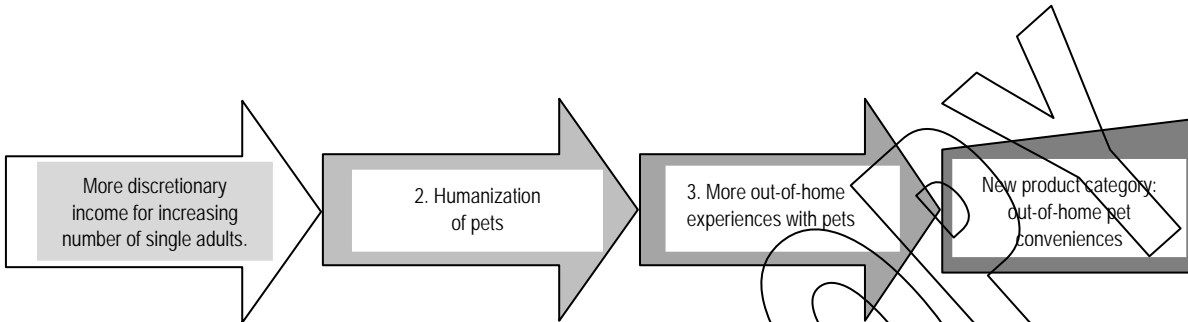 More discretionary
income for increasing
number of single adults.
2. Humanization
of pets
3. More out-of-home
experiences with pets
New product category:
out-of-home pet
conveniences